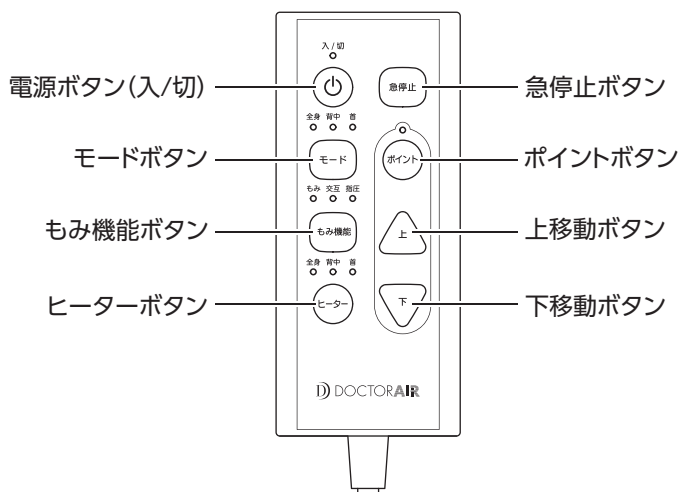 入/切
電源ボタン(入/切)
急停止
急停止ボタン
全身 背中 首
モードボタン
モード
ポイント
ポイントボタン
もみ 交互 指圧
もみ機能ボタン
もみ機能
上
上移動ボタン
全身 背中 首
ヒーターボタン
ヒーター
下
下移動ボタン
DOCTORAIR